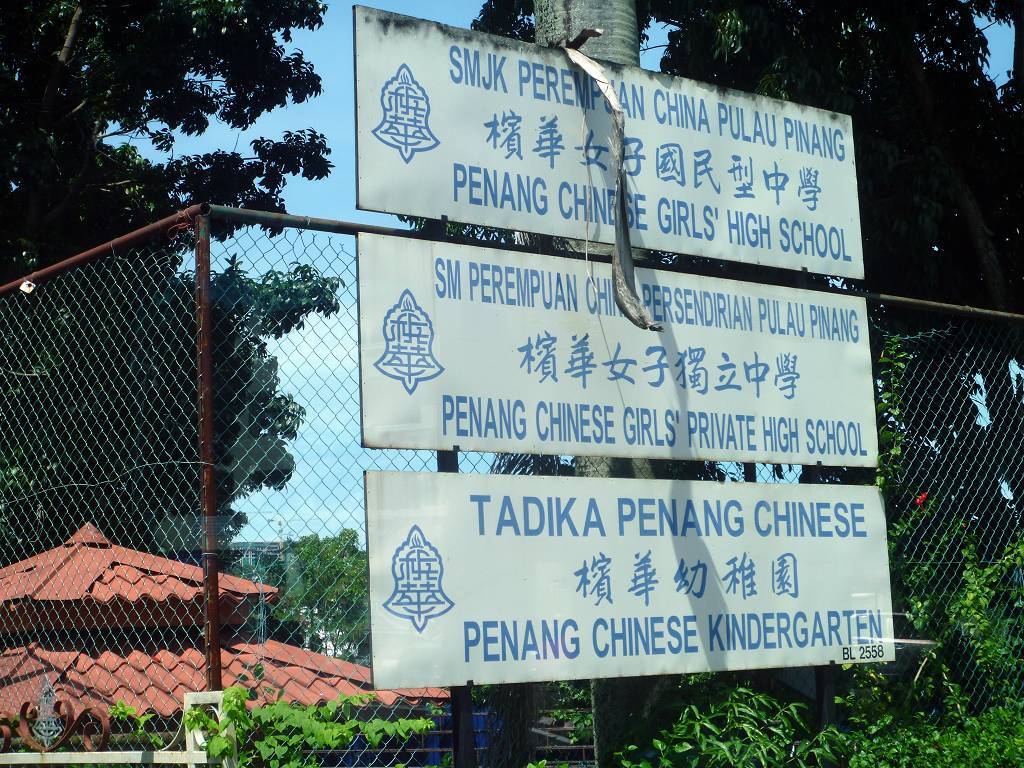 SMJK PEREMPUAN CHINA PULAU PINANG
檳華女子國民型中學
PENANG CHINESE GIRLS' HIGH SCHOOL
SM PEREMPUAN CHINA PERSENDIRIAN PULAU PINANG
檳華女子獨立中學
PENANG CHINESE GIRLS' PRIVATE HIGH SCHOOL
TADIKA PENANG CHINESE
檳華幼稚園
PENANG CHINESE KINDERGARTEN
BL 2558